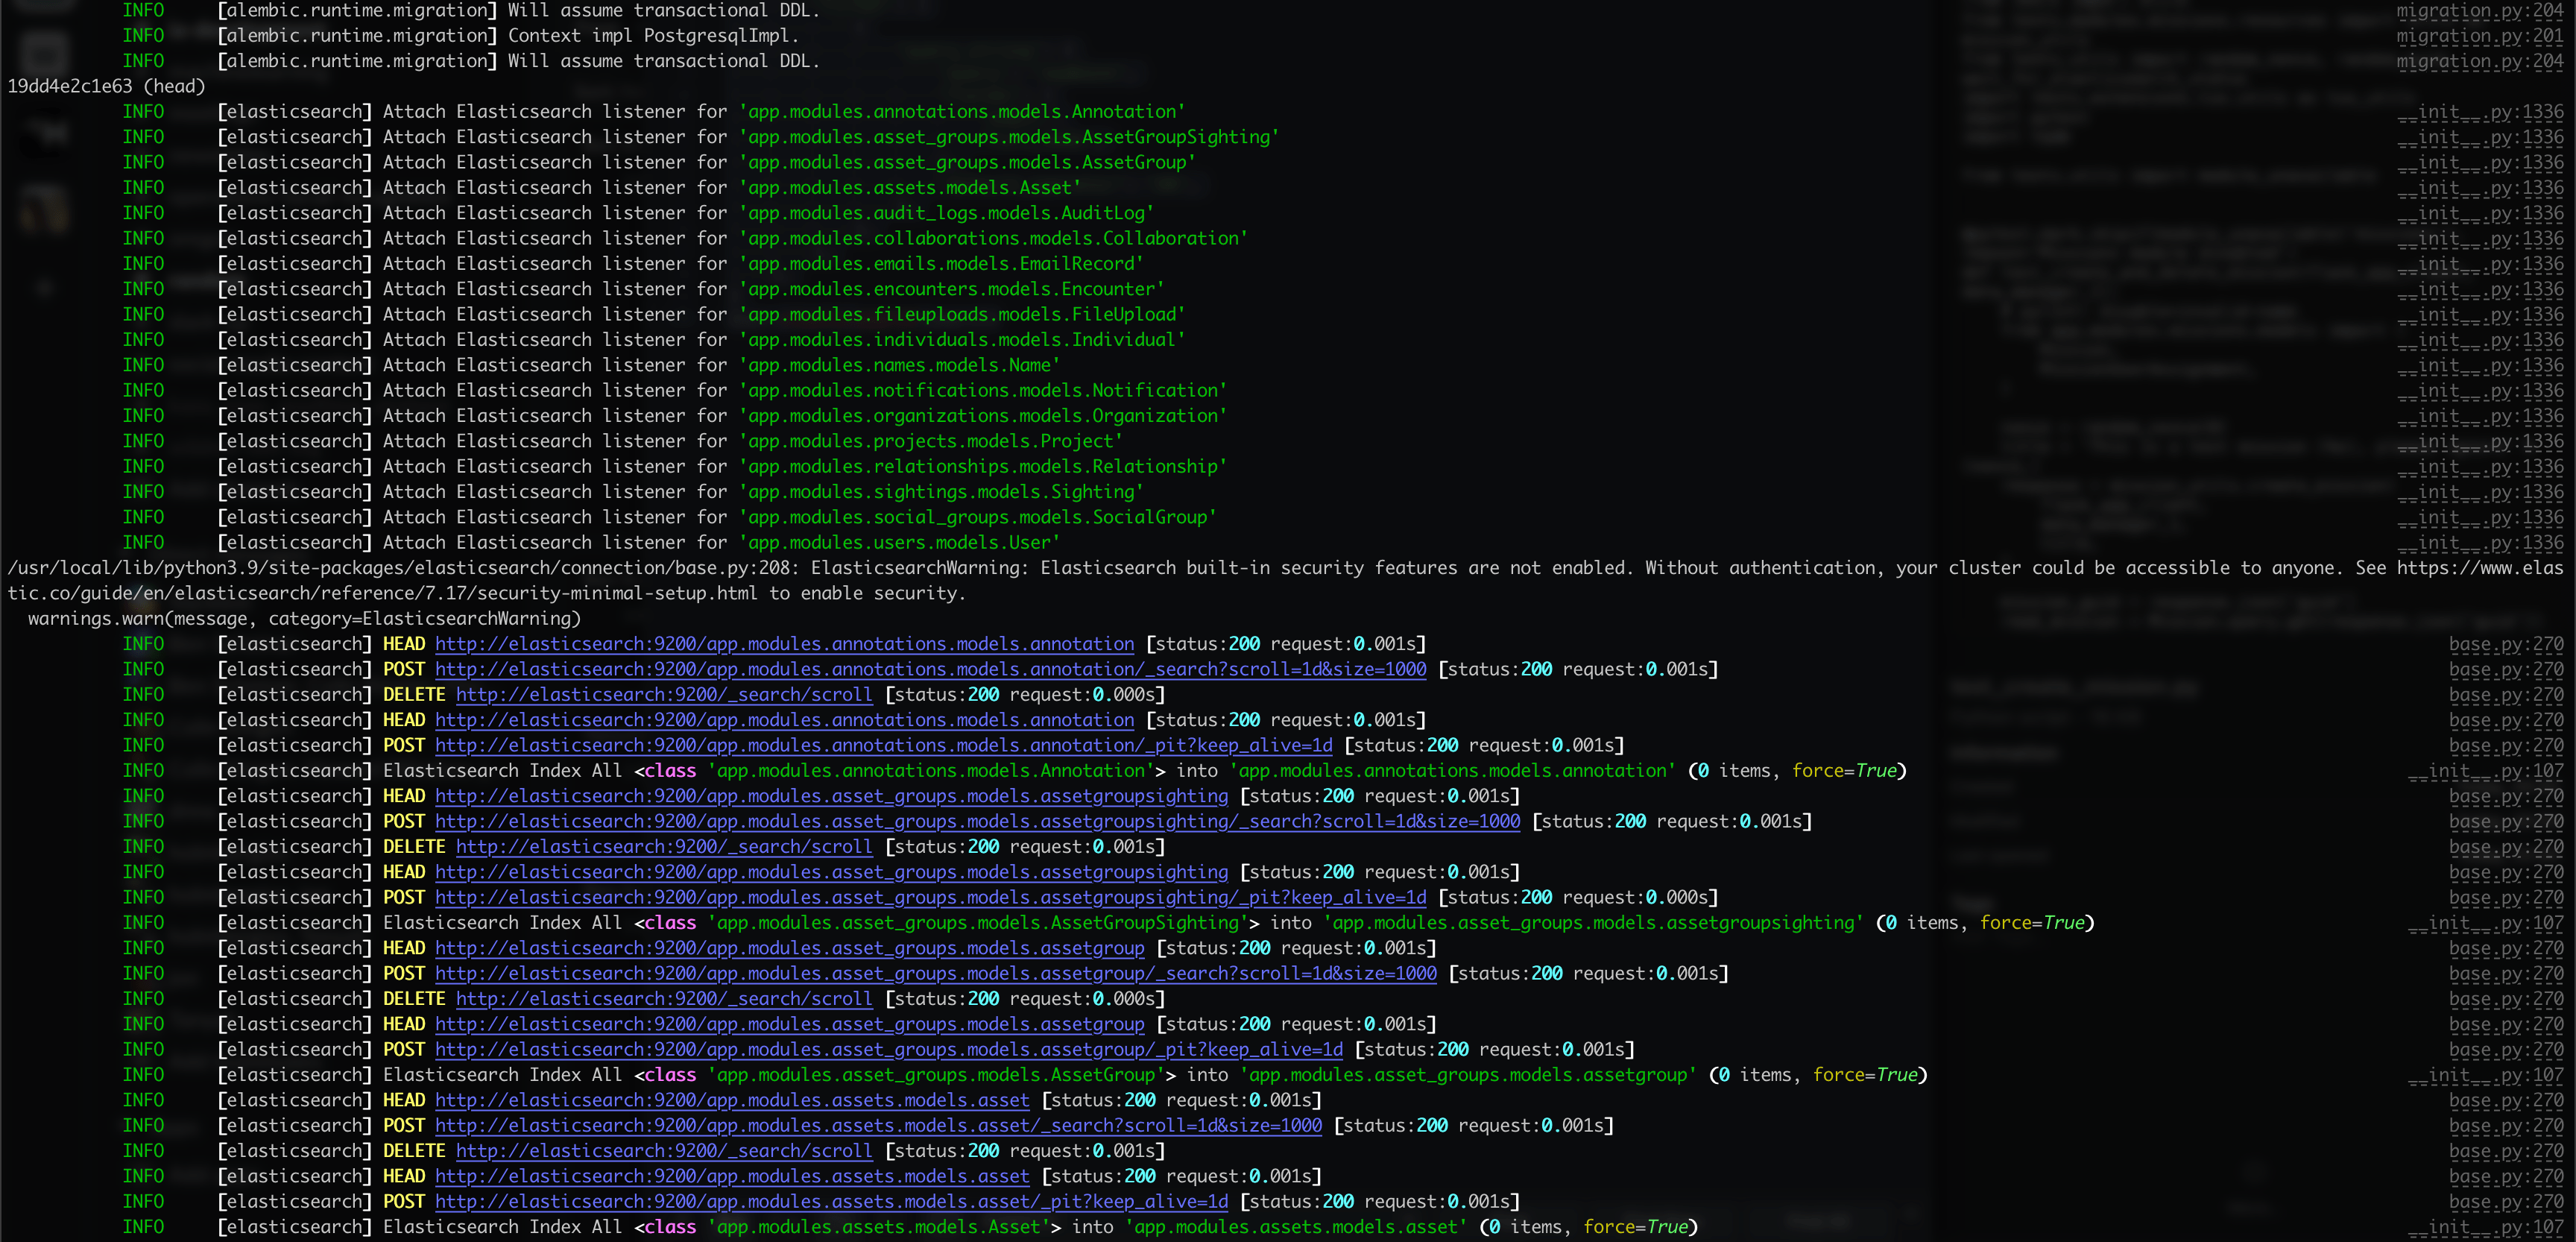 INFO [alembic.runtime.migration] Will assume transactional DDL. migration.py:204
INFO [alembic.runtime.migration] Context impl PostgresqlImpl. migration.py:201
INFO [alembic.runtime.migration] Will assume transactional DDL. migration.py:204
19dd4e2c1e63 (head)
INFO [elasticsearch] Attach Elasticsearch listener for 'app.modules.annotations.models.Annotation' __init__.py:1336
INFO [elasticsearch] Attach Elasticsearch listener for 'app.modules.asset_groups.models.AssetGroupSighting' __init__.py:1336
INFO [elasticsearch] Attach Elasticsearch listener for 'app.modules.asset_groups.models.AssetGroup' __init__.py:1336
INFO [elasticsearch] Attach Elasticsearch listener for 'app.modules.assets.models.Asset' __init__.py:1336
INFO [elasticsearch] Attach Elasticsearch listener for 'app.modules.audit_logs.models.AuditLog' __init__.py:1336
INFO [elasticsearch] Attach Elasticsearch listener for 'app.modules.collaborations.models.Collaboration' __init__.py:1336
INFO [elasticsearch] Attach Elasticsearch listener for 'app.modules.emails.models.EmailRecord' __init__.py:1336
INFO [elasticsearch] Attach Elasticsearch listener for 'app.modules.encounters.models.Encounter' __init__.py:1336
INFO [elasticsearch] Attach Elasticsearch listener for 'app.modules.fileuploads.models.FileUpload' __init__.py:1336
INFO [elasticsearch] Attach Elasticsearch listener for 'app.modules.individuals.models.Individual' __init__.py:1336
INFO [elasticsearch] Attach Elasticsearch listener for 'app.modules.names.models.Name' __init__.py:1336
INFO [elasticsearch] Attach Elasticsearch listener for 'app.modules.notifications.models.Notification' __init__.py:1336
INFO [elasticsearch] Attach Elasticsearch listener for 'app.modules.organizations.models.Organization' __init__.py:1336
INFO [elasticsearch] Attach Elasticsearch listener for 'app.modules.projects.models.Project' __init__.py:1336
INFO [elasticsearch] Attach Elasticsearch listener for 'app.modules.relationships.models.Relationship' __init__.py:1336
INFO [elasticsearch] Attach Elasticsearch listener for 'app.modules.sightings.models.Sighting' __init__.py:1336
INFO [elasticsearch] Attach Elasticsearch listener for 'app.modules.social_groups.models.SocialGroup' __init__.py:1336
INFO [elasticsearch] Attach Elasticsearch listener for 'app.modules.users.models.User' __init__.py:1336
/usr/local/lib/python3.9/site-packages/elasticsearch/connection/base.py:208: ElasticsearchWarning: Elasticsearch built-in security features are not enabled. Without authentication, your cluster could be accessible to anyone. See https://www.elas
tic.co/guide/en/elasticsearch/reference/7.17/security-minimal-setup.html to enable security.
warnings.warn(message, category=ElasticsearchWarning)
INFO [elasticsearch] HEAD http://elasticsearch:9200/app.modules.annotations.models.annotation [status:200 request:0.001s] base.py:270
INFO [elasticsearch] POST http://elasticsearch:9200/app.modules.annotations.models.annotation/_search?scroll=1d&size=1000 [status:200 request:0.001s] base.py:270
INFO [elasticsearch] DELETE http://elasticsearch:9200/_search/scroll [status:200 request:0.000s] base.py:270
INFO [elasticsearch] HEAD http://elasticsearch:9200/app.modules.annotations.models.annotation [status:200 request:0.001s] base.py:270
INFO [elasticsearch] POST http://elasticsearch:9200/app.modules.annotations.models.annotation/_pit?keep_alive=1d [status:200 request:0.001s] base.py:270
INFO [elasticsearch] Elasticsearch Index All <class 'app.modules.annotations.models.Annotation'> into 'app.modules.annotations.models.annotation' (0 items, force=True) __init__.py:107
INFO [elasticsearch] HEAD http://elasticsearch:9200/app.modules.asset_groups.models.assetgroupsighting [status:200 request:0.001s] base.py:270
INFO [elasticsearch] POST http://elasticsearch:9200/app.modules.asset_groups.models.assetgroupsighting/_search?scroll=1d&size=1000 [status:200 request:0.001s] base.py:270
INFO [elasticsearch] DELETE http://elasticsearch:9200/_search/scroll [status:200 request:0.001s] base.py:270
INFO [elasticsearch] HEAD http://elasticsearch:9200/app.modules.asset_groups.models.assetgroupsighting [status:200 request:0.001s] base.py:270
INFO [elasticsearch] POST http://elasticsearch:9200/app.modules.asset_groups.models.assetgroupsighting/_pit?keep_alive=1d [status:200 request:0.000s] base.py:270
INFO [elasticsearch] Elasticsearch Index All <class 'app.modules.asset_groups.models.AssetGroupSighting'> into 'app.modules.asset_groups.models.assetgroupsighting' (0 items, force=True) __init__.py:107
INFO [elasticsearch] HEAD http://elasticsearch:9200/app.modules.asset_groups.models.assetgroup [status:200 request:0.001s] base.py:270
INFO [elasticsearch] POST http://elasticsearch:9200/app.modules.asset_groups.models.assetgroup/_search?scroll=1d&size=1000 [status:200 request:0.001s] base.py:270
INFO [elasticsearch] DELETE http://elasticsearch:9200/_search/scroll [status:200 request:0.000s] base.py:270
INFO [elasticsearch] HEAD http://elasticsearch:9200/app.modules.asset_groups.models.assetgroup [status:200 request:0.001s] base.py:270
INFO [elasticsearch] POST http://elasticsearch:9200/app.modules.asset_groups.models.assetgroup/_pit?keep_alive=1d [status:200 request:0.001s] base.py:270
INFO [elasticsearch] Elasticsearch Index All <class 'app.modules.asset_groups.models.AssetGroup'> into 'app.modules.asset_groups.models.assetgroup' (0 items, force=True) __init__.py:107
INFO [elasticsearch] HEAD http://elasticsearch:9200/app.modules.assets.models.asset [status:200 request:0.001s] base.py:270
INFO [elasticsearch] POST http://elasticsearch:9200/app.modules.assets.models.asset/_search?scroll=1d&size=1000 [status:200 request:0.001s] base.py:270
INFO [elasticsearch] DELETE http://elasticsearch:9200/_search/scroll [status:200 request:0.001s] base.py:270
INFO [elasticsearch] HEAD http://elasticsearch:9200/app.modules.assets.models.asset [status:200 request:0.001s] base.py:270
INFO [elasticsearch] POST http://elasticsearch:9200/app.modules.assets.models.asset/_pit?keep_alive=1d [status:200 request:0.001s] base.py:270
INFO [elasticsearch] Elasticsearch Index All <class 'app.modules.assets.models.Asset'> into 'app.modules.assets.models.asset' (0 items, force=True) __init__.py:107